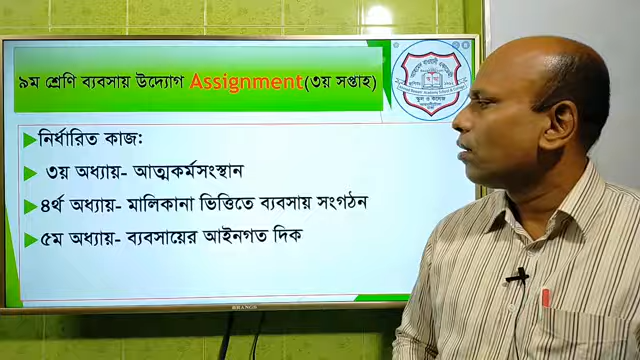 ৯ম শ্রেণি ব্যবসায় উদ্যোগ Assignment(৩য় সপ্তাহ)
নির্ধারিত কাজঃ
৩য় অধ্যায়- আত্মকর্মসংস্থান
৪র্থ অধ্যায়- মালিকানা ভিত্তিতে ব্যবসায় সংগঠন
৫ম অধ্যায়- ব্যবসায়ের আইনগত দিক
স্কুল ও কলেজ